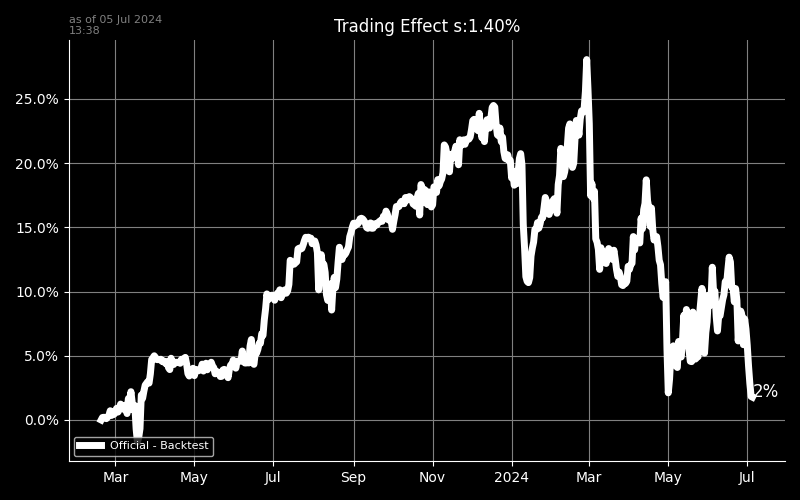 as of 05 Jul 2024
13:38
Trading Effect s:1.40%
25.0%
20.0%
15.0%
10.0%
5.0%
0.0%
2%
Official - Backtest
Mar May Jul Sep Nov 2024 Mar May Jul